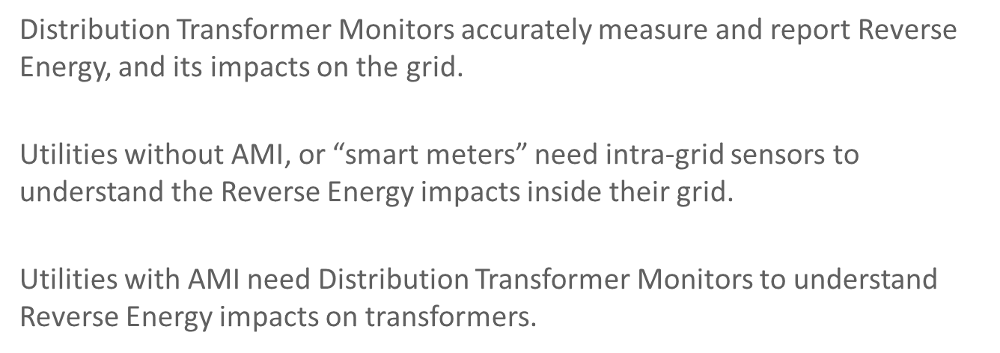 Distribution Transformer Monitors accurately measure and report Reverse
Energy, and its impacts on the grid.
Utilities without AMI, or “smart meters” need intra-grid sensors to
understand the Reverse Energy impacts inside their grid.
Utilities with AMI need Distribution Transformer Monitors to understand
Reverse Energy impacts on transformers.